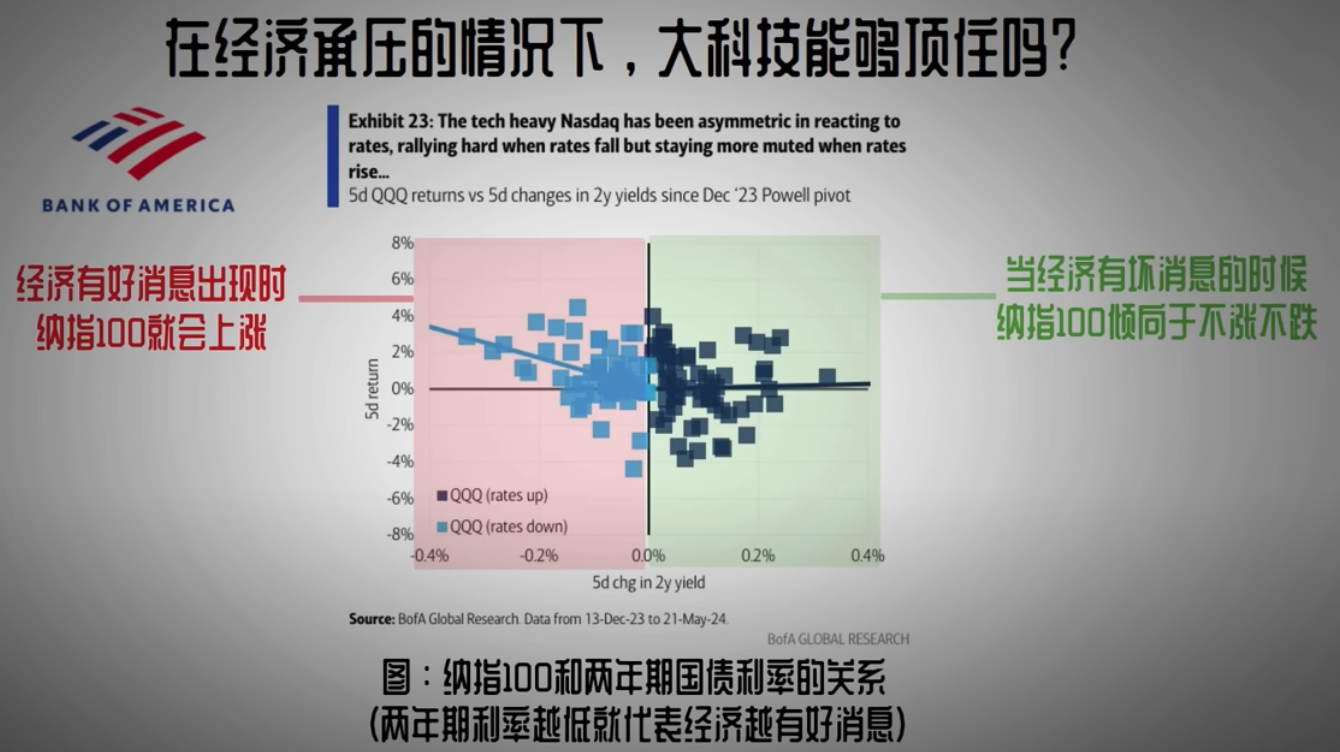 在经济承压的情况下，大科技能够顶住吗？
BANK OF AMERICA
Exhibit 23: The tech heavy Nasdaq has been asymmetric in reacting to
rates, rallying hard when rates fall but staying more muted when rates
rise...
5d QQQ returns vs 5d changes in 2y yields since Dec ‘23 Powell pivot
经济有好消息出现时
纳指100就会上涨
当经济有坏消息的时候
纳指100倾向于不涨不跌
8%
6%
4%
2%
0%
-2%
-4%
-6%
-8%
5d return
QQQ (rates up)
QQQ (rates down)
-0.4%
-0.2%
0.0%
0.2%
0.4%
5d chg in 2y yield
Source: BofA Global Research. Data from 13-Dec-23 to 21-May-24.
BofA GLOBAL RESEARCH
图：纳指100和两年期国债利率的关系
(两年期利率越低就代表经济越有好消息)